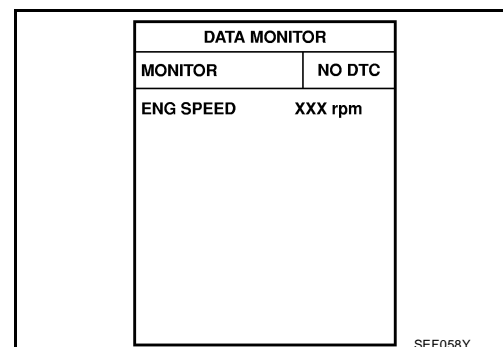 DATA MONITOR
MONITOR NO DTC
ENG SPEED XXX rpm
SEF058Y